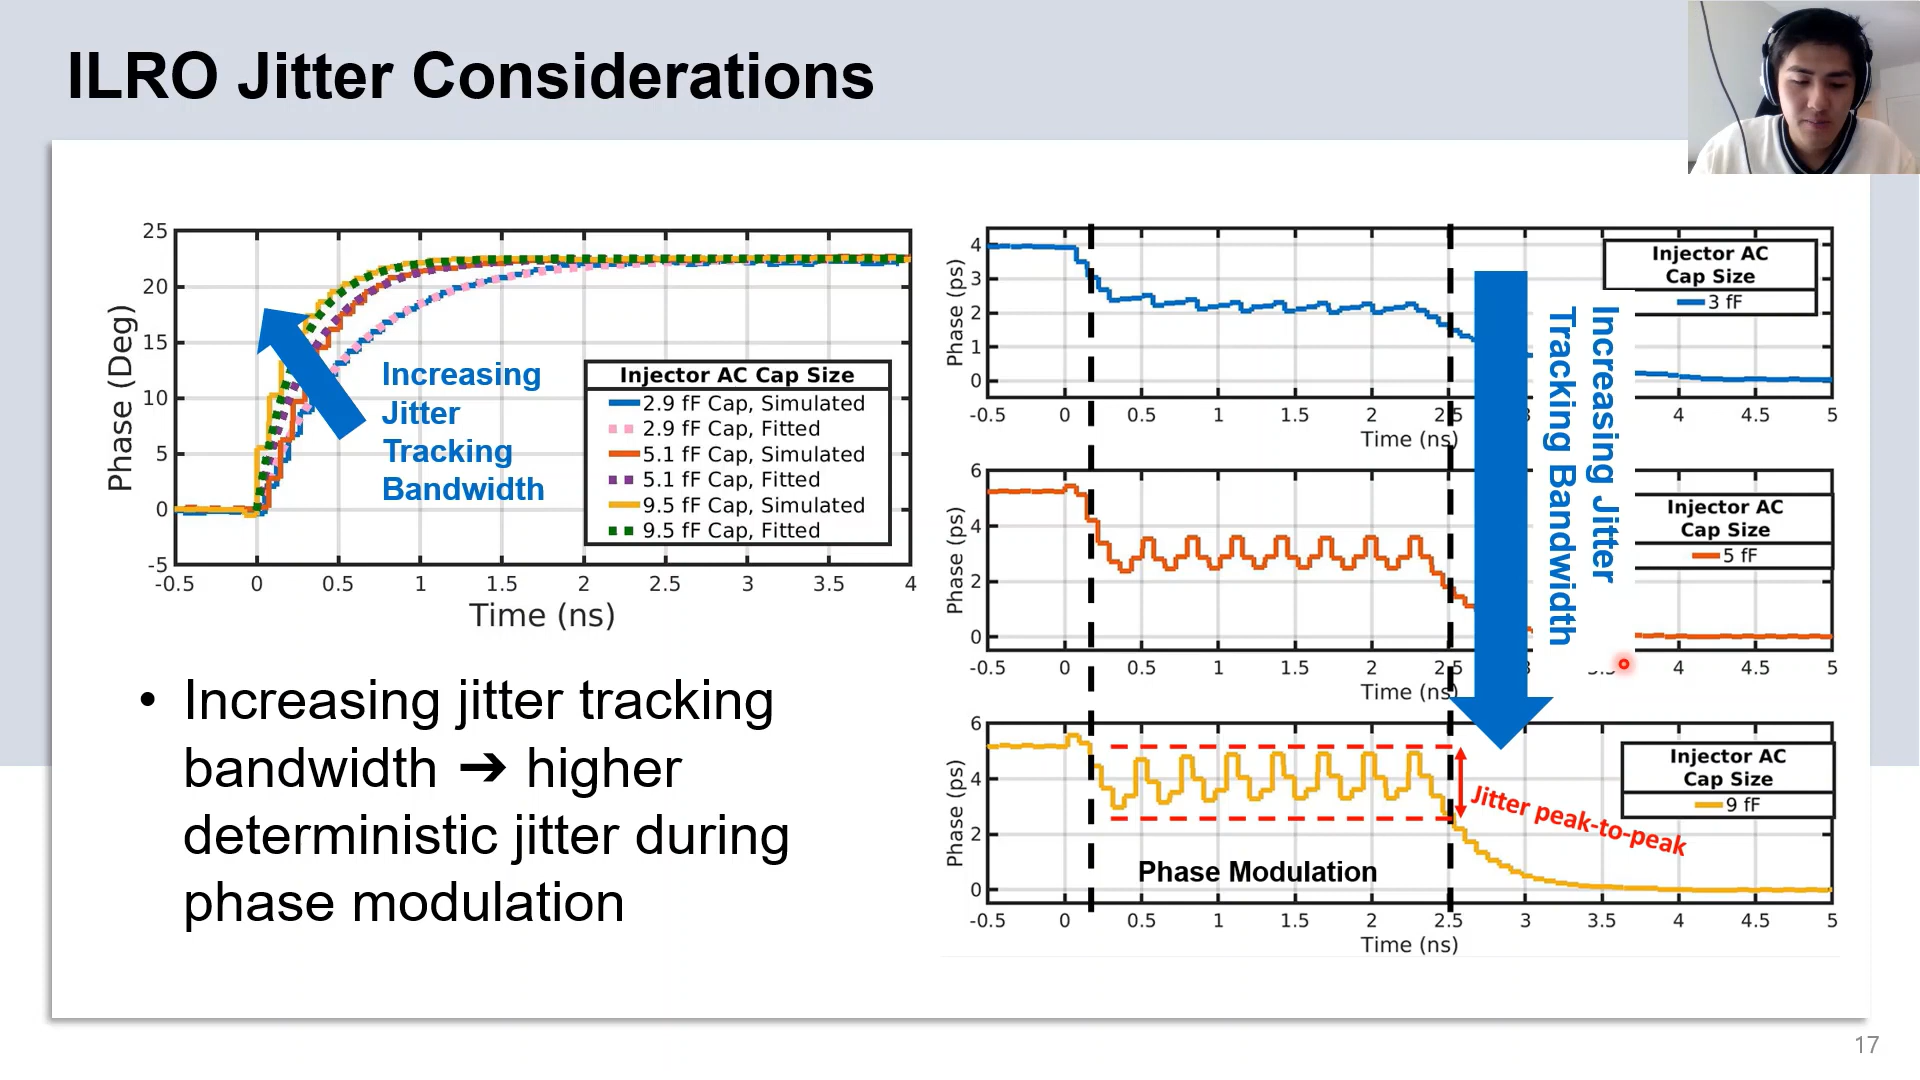 ILRO Jitter Considerations
25
20
15
10
5
0
-5
Phase (Deg)
-0.5 0 0.5 1 1.5 2 2.5 3 3.5 4
Time (ns)
Increasing
Jitter
Tracking
Bandwidth
Injector AC Cap Size
2.9 fF Cap, Simulated
2.9 fF Cap, Fitted
5.1 fF Cap, Simulated
5.1 fF Cap, Fitted
9.5 fF Cap, Simulated
9.5 fF Cap, Fitted
• Increasing jitter tracking
bandwidth ➔ higher
deterministic jitter during
phase modulation
4
3
2
1
0
Phase (ps)
-0.5 0 0.5 1 1.5 2 2.5 3 4 4.5 5
Time (ns)
Injector AC
Cap Size
3 fF
Increasing Jitter
Tracking Bandwidth
6
4
2
0
Phase (ps)
-0.5 0 0.5 1 1.5 2 2.5 3 3.5 4 4.5 5
Time (ns)
Injector AC
Cap Size
5 fF
6
4
2
0
Phase (ps)
-0.5 0 0.5 1 1.5 2 2.5 3 3.5 4 4.5 5
Time (ns)
Injector AC
Cap Size
9 fF
Jitter peak-to-peak
Phase Modulation
17